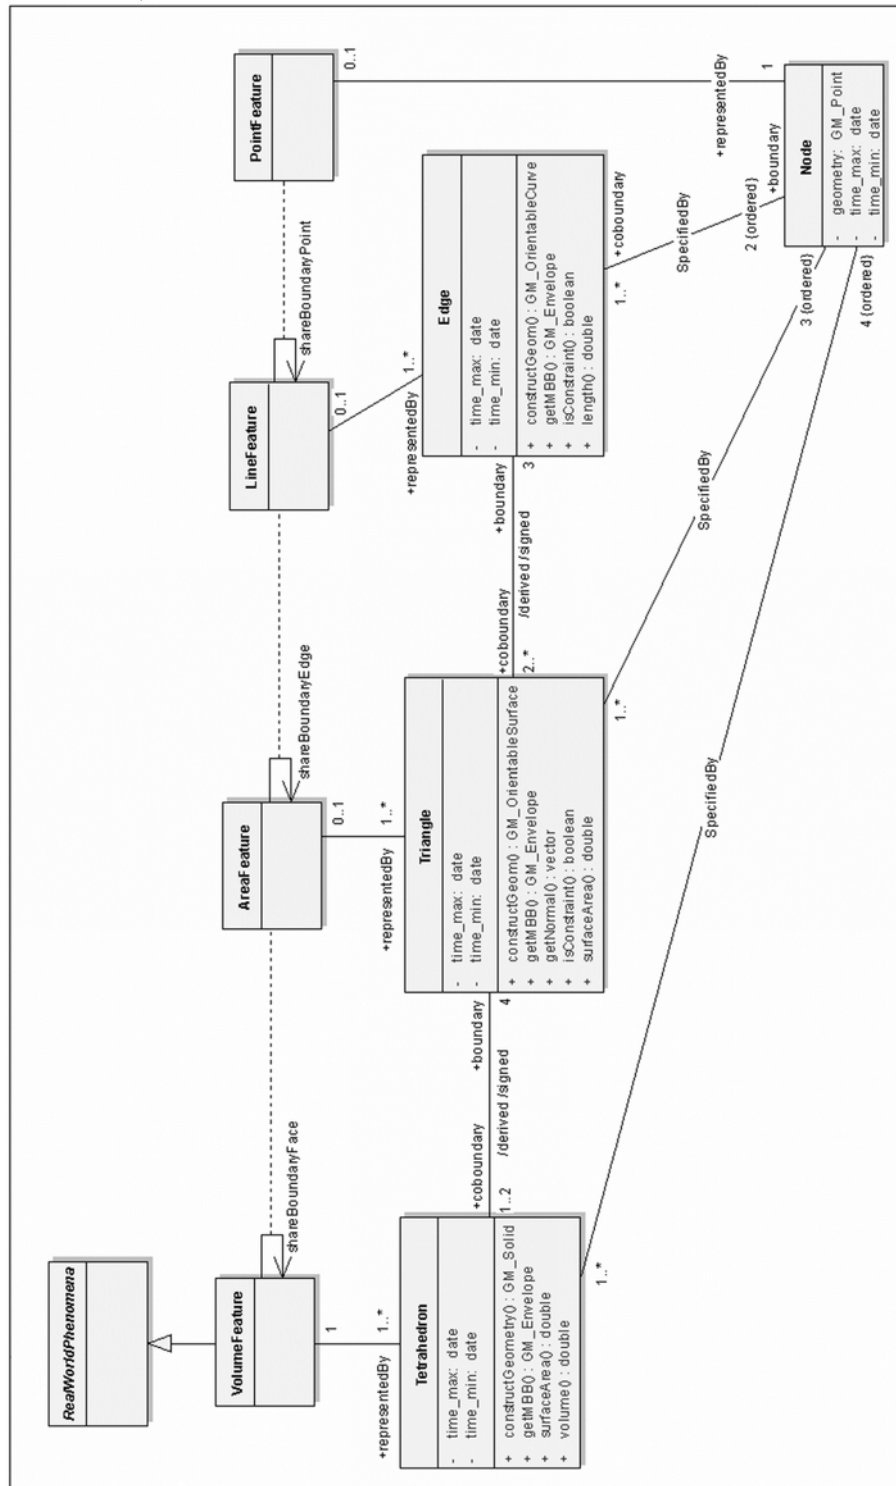 RealWorldPhenomena
VolumeFeature
shareBoundaryFace
AreaFeature
shareBoundaryEdge
LineFeature
shareBoundaryPoint
PointFeature
1
+representedBy
1..*
0..1
+representedBy
1..*
0..1
+representedBy
1..*
0..1
+representedBy
1
Tetrahedron
- time_max: date
- time_min: date
+ constructGeometry() : GM_Solid
+ getMBB() : GM_Envelope
+ surfaceArea() : double
+ volume() : double
+coboundary
1..2
/derived /signed
+boundary
4
Triangle
- time_max: date
- time_min: date
+ constructGeom() : GM_OrientableSurface
+ getMBB() : GM_Envelope
+ getNormal() : vector
+ isConstraint() : boolean
+ surfaceArea() : double
+coboundary
2..*
/derived /signed
+boundary
3
Edge
- time_max: date
- time_min: date
+ constructGeom() : GM_OrientableCurve
+ getMBB() : GM_Envelope
+ isConstraint() : boolean
+ length() : double
+coboundary
1..*
SpecifiedBy
2 {ordered}
+boundary
1..*
SpecifiedBy
3 {ordered}
1..*
SpecifiedBy
4 {ordered}
Node
- geometry: GM_Point
- time_max: date
- time_min: date